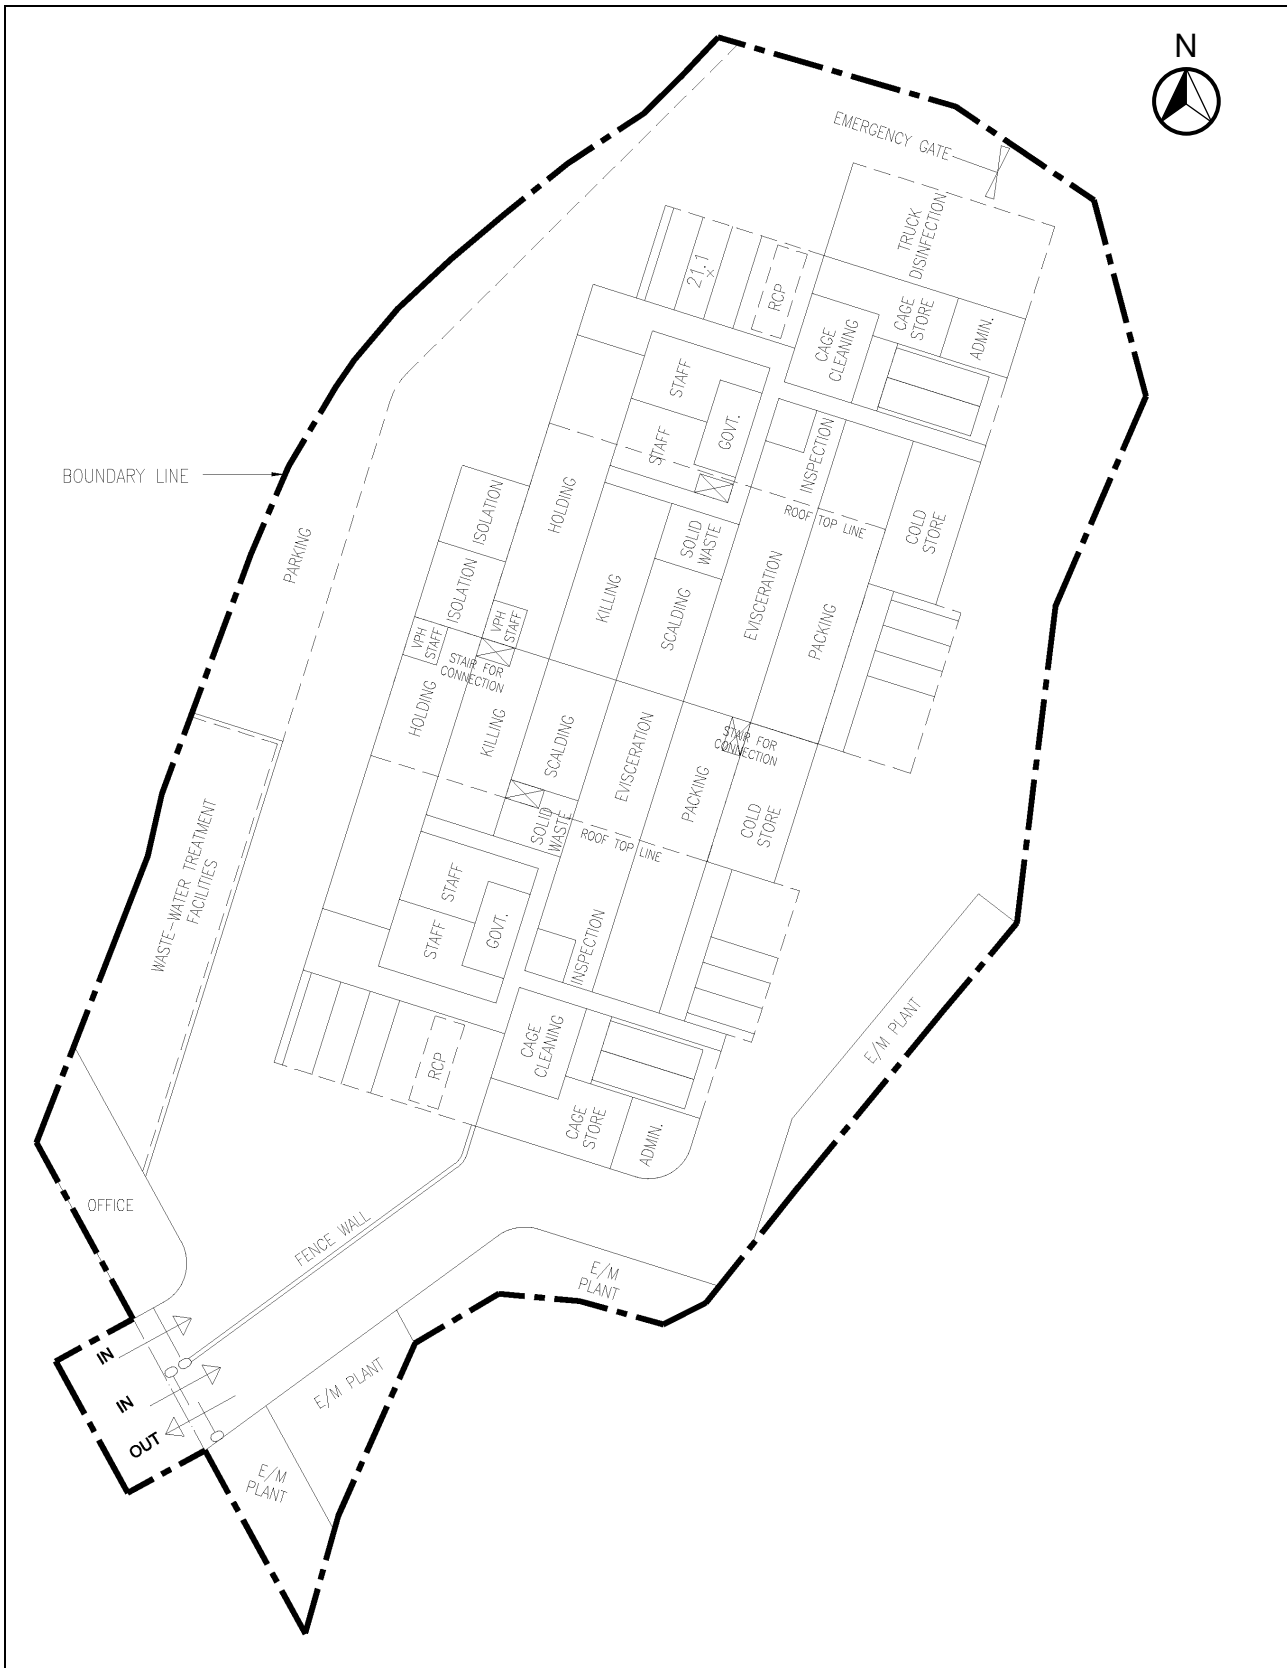 N
EMERGENCY GATE
TRUCK
DISINFECTION
21.1
×
RCP
CAGE
STORE
ADMIN.
CAGE
CLEANING
STAFF
GOVT.
STAFF
INSPECTION
BOUNDARY LINE
ISOLATION
HOLDING
ROOF TOP LINE
COLD
STORE
SOLID
WASTE
PARKING
ISOLATION
KILLING
SCALDING
EVISCERATION
PACKING
VPH
STAFF
VPH
STAFF
STAIR FOR
CONNECTION
HOLDING
KILLING
SCALDING
EVISCERATION
STAIR FOR
CONNECTION
PACKING
COLD
STORE
SOLID
WASTE
ROOF TOP LINE
WASTE-WATER TREATMENT
FACILITIES
STAFF
GOVT.
STAFF
INSPECTION
E/M PLANT
CAGE
CLEANING
RCP
CAGE
STORE
ADMIN.
OFFICE
FENCE WALL
E/M
PLANT
IN
IN
OUT
E/M PLANT
E/M
PLANT